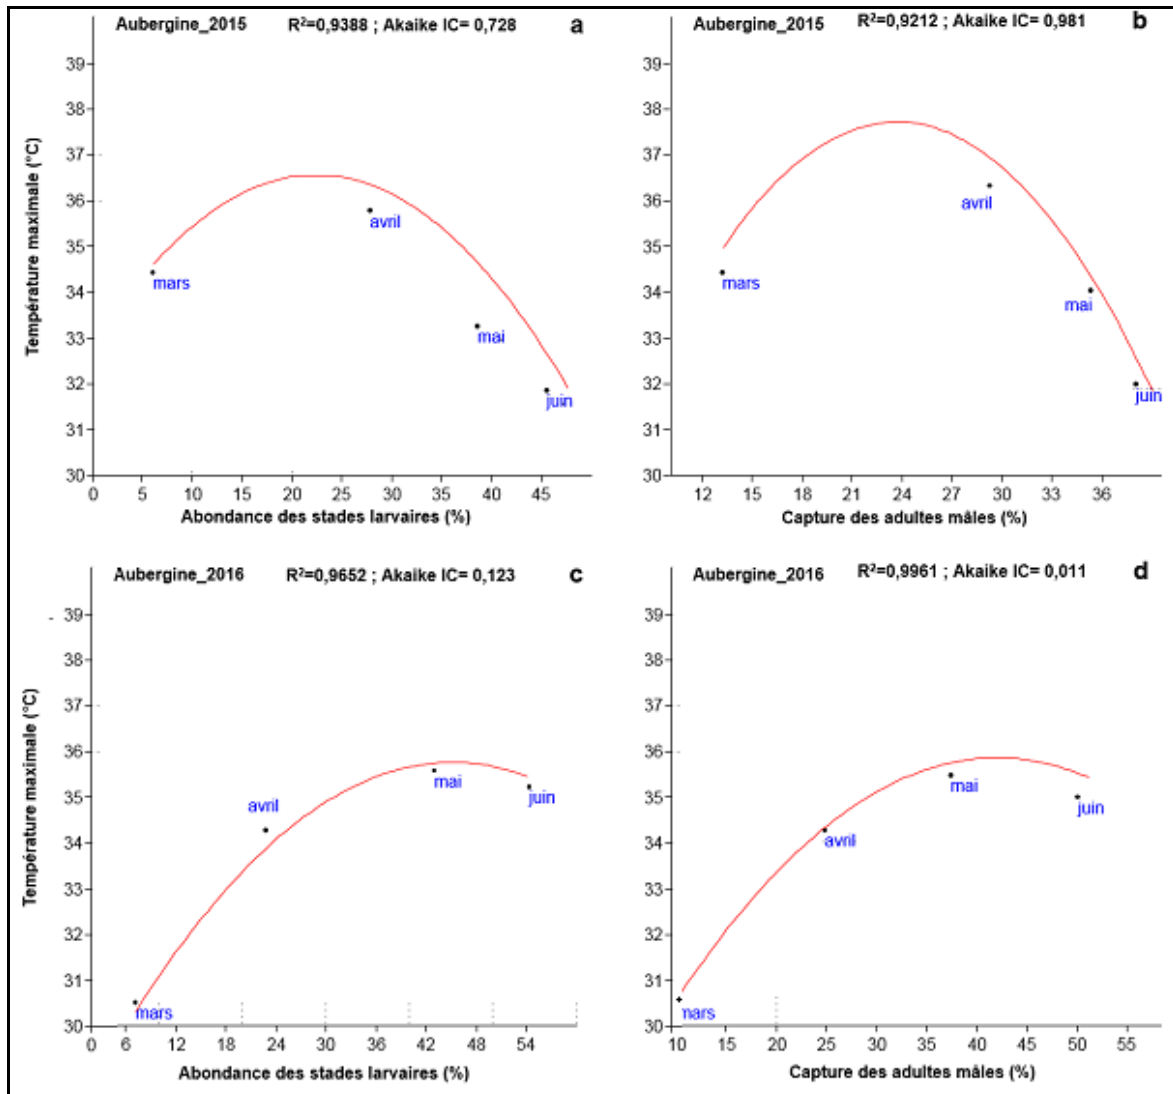 Aubergine_2015 R²=0,9388 ; Akaike IC= 0,728 a
Température maximale (°C)
39
38
37
36
35
34
33
32
31
30
mars
avril
mai
juin
0 5 10 15 20 25 30 35 40 45
Abondance des stades larvaires (%)
Aubergine_2015 R²=0,9212 ; Akaike IC= 0,981 b
39
38
37
36
35
34
33
32
31
30
mars
avril
mai
juin
12 15 18 21 24 27 30 33 36
Capture des adultes mâles (%)
Aubergine_2016 R²=0,9652 ; Akaike IC= 0,123 c
Température maximale (°C)
39
38
37
36
35
34
33
32
31
30
mars
avril
mai
juin
0 6 12 18 24 30 36 42 48 54
Abondance des stades larvaires (%)
Aubergine_2016 R²=0,9961 ; Akaike IC= 0,011 d
39
38
37
36
35
34
33
32
31
30
mars
avril
mai
juin
10 15 20 25 30 35 40 45 50 55
Capture des adultes mâles (%)